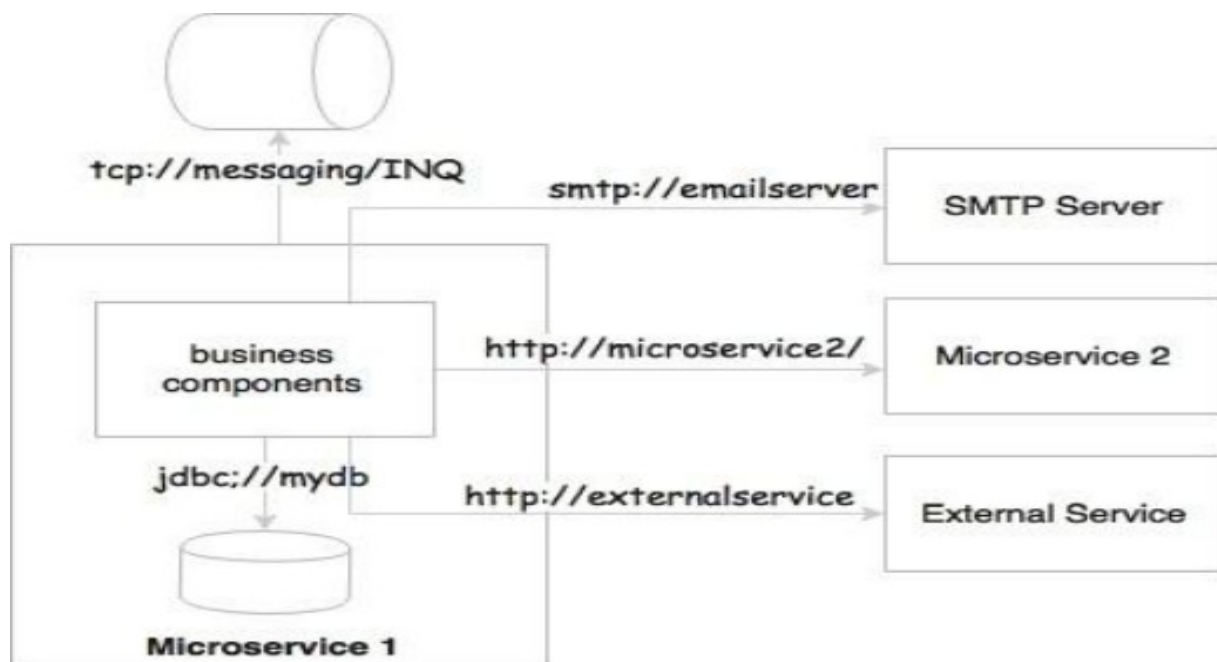 tcp://messaging/INQ
smtp://emailserver
SMTP Server
business
components
http://microservice2/
Microservice 2
jdbc;//mydb
http://externalservice
External Service
Microservice 1